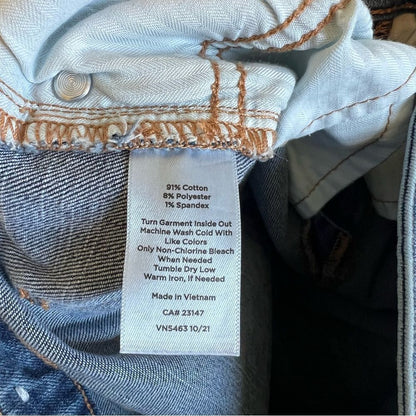 91% Cotton
8% Polyester
1% Spandex
Turn Garment Inside Out
Machine Wash Cold With
Like Colors
Only Non-Chlorine Bleach
When Needed
Tumble Dry Low
Warm Iron, If Needed
Made in Vietnam
CA# 23147
VN5463 10/21